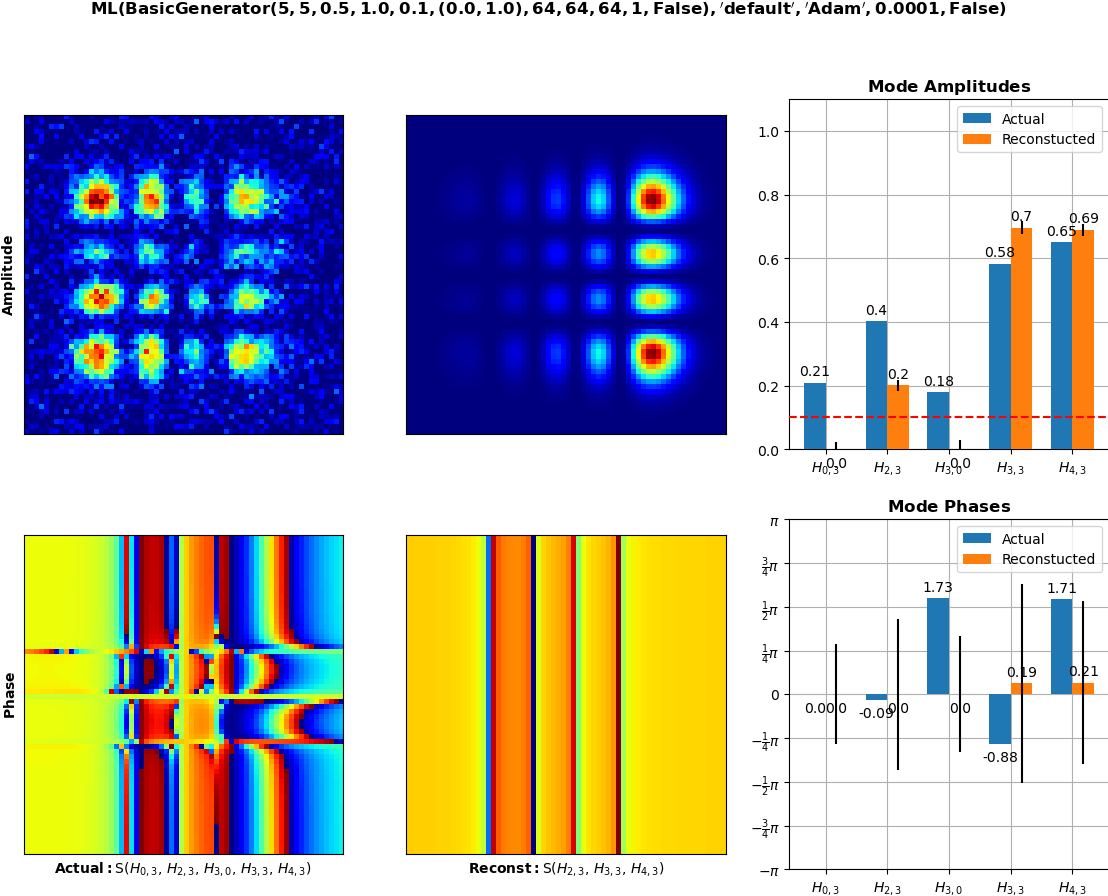 ML(BasicGenerator(5, 5, 0.5, 1.0, 0.1, (0.0, 1.0), 64, 64, 64, 1, False), ′default′, ′Adam′, 0.0001, False)
Mode Amplitudes
Amplitude
Actual
Reconstucted
1.0
0.8
0.6
0.4
0.2
0.0
0.21
0.0
0.4
0.2
0.18
0.0
0.58
0.7
0.65
0.69
H0,3
H2,3
H3,0
H3,3
H4,3
Mode Phases
Phase
Actual
Reconstucted
π
3/4π
1/2π
1/4π
0
−1/4π
−1/2π
−3/4π
−π
0.0
-0.09
1.73
-0.88
0.19
1.71
0.21
H0,3
H2,3
H3,0
H3,3
H4,3
Actual: S(H0,3, H2,3, H3,0, H3,3, H4,3)
Reconst: S(H2,3, H3,3, H4,3)